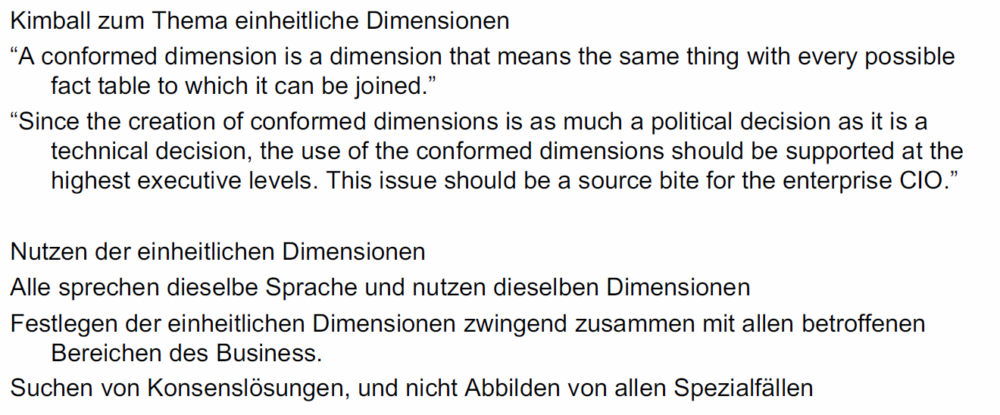 Kimball zum Thema einheitliche Dimensionen
“A conformed dimension is a dimension that means the same thing with every possible
fact table to which it can be joined.”
“Since the creation of conformed dimensions is as much a political decision as it is a
technical decision, the use of the conformed dimensions should be supported at the
highest executive levels. This issue should be a source bite for the enterprise CIO.”
Nutzen der einheitlichen Dimensionen
Alle sprechen dieselbe Sprache und nutzen dieselben Dimensionen
Festlegen der einheitlichen Dimensionen zwingend zusammen mit allen betroffenen
Bereichen des Business.
Suchen von Konsenslösungen, und nicht Abbilden von allen Spezialfällen